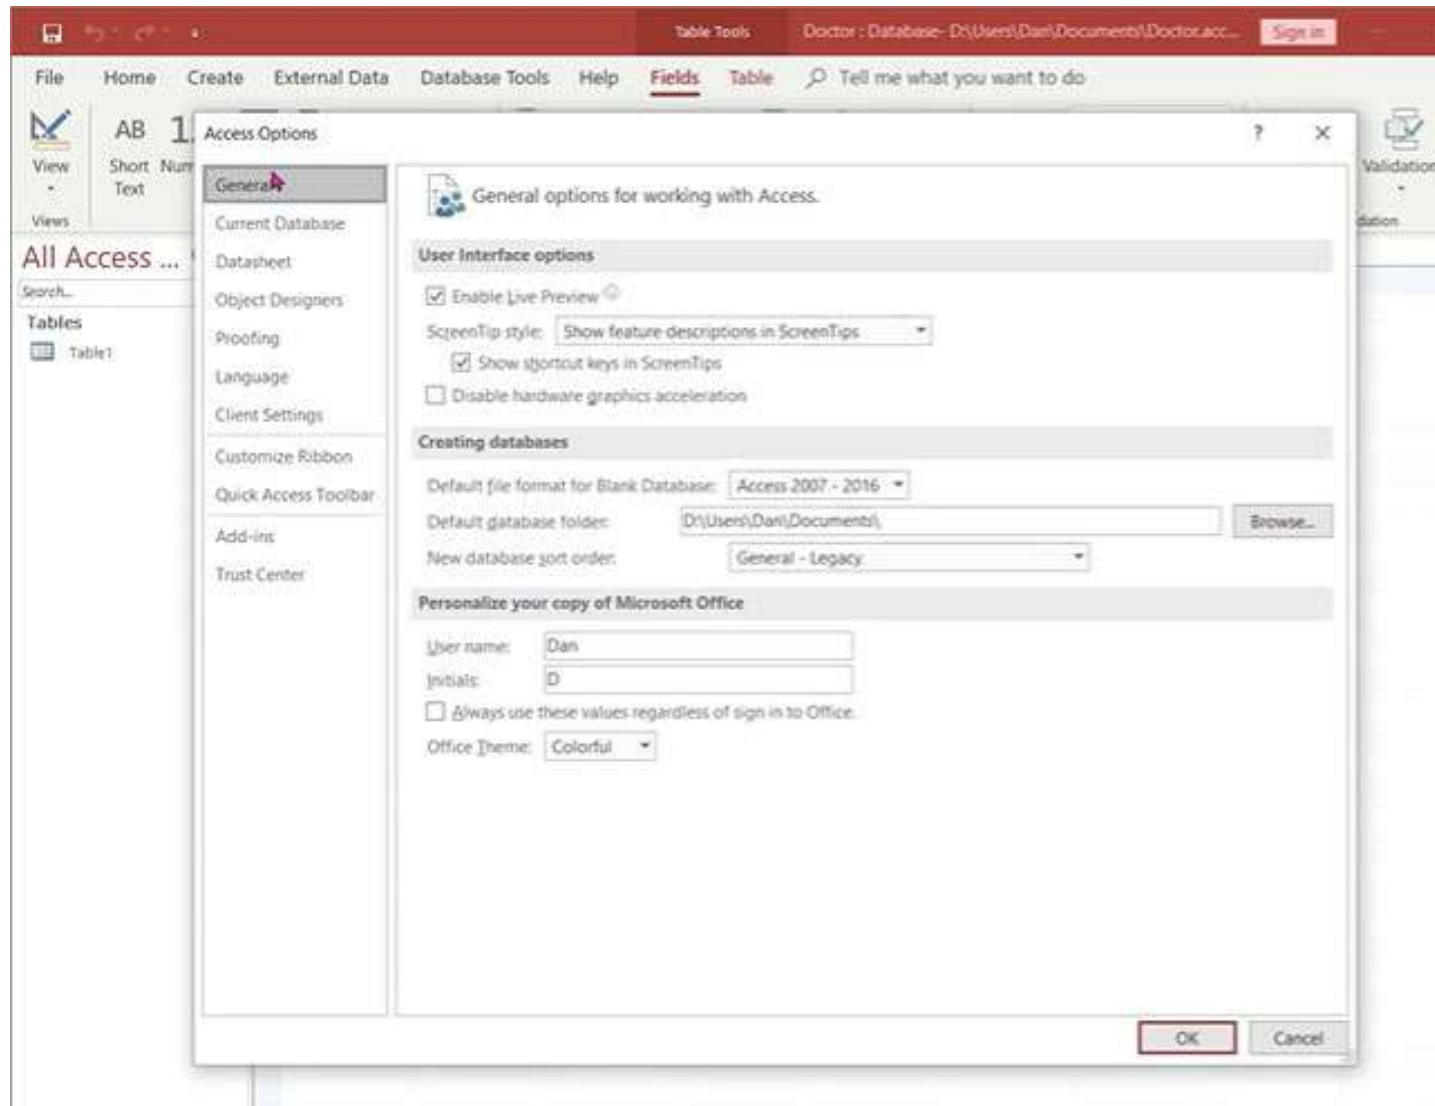 Table Tools
Doctor : Database- D:\Users\Dan\Documents\Doctor.acc...
Sign in
File Home Create External Data Database Tools Help Fields Table Tell me what you want to do
View
Views
AB
Short
Text
Access Options
?
Validation
All Access ...
Search...
Tables
Table1
General
Current Database
Datasheet
Object Designers
Proofing
Language
Client Settings
Customize Ribbon
Quick Access Toolbar
Add-ins
Trust Center
General options for working with Access.
User Interface options
Enable Live Preview
ScreenTip style: Show feature descriptions in ScreenTips
Show shortcut keys in ScreenTips
Disable hardware graphics acceleration
Creating databases
Default file format for Blank Database: Access 2007 - 2016
Default database folder: D:\Users\Dan\Documents\
Browse...
New database sort order: General - Legacy
Personalize your copy of Microsoft Office
User name: Dan
Initials: D
Always use these values regardless of sign in to Office.
Office Theme: Colorful
OK Cancel